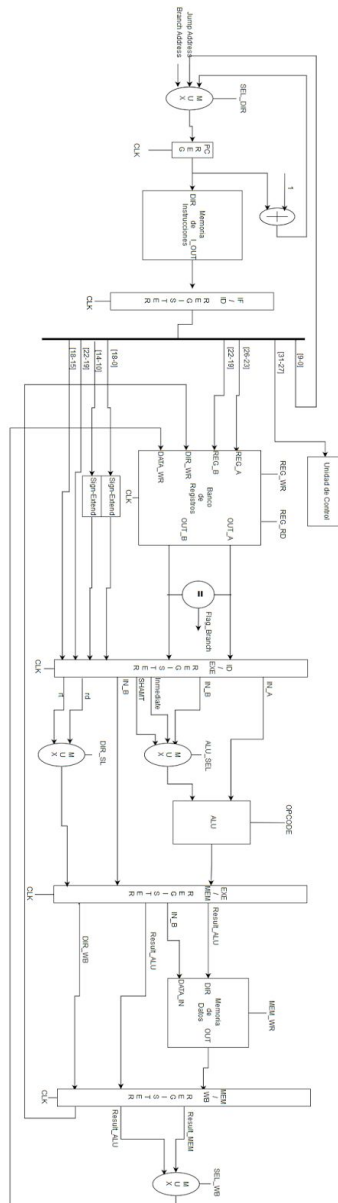 Jump Address
Branch Address
SEL_DIR
M
U
X
PC
R
E
G
CLK
1
DIR
Memoria
de
Instrucciones
I_OUT
IF / ID
R E G I S T E R
CLK
[9-0]
[31-27]
[26-23]
[22-19]
[18-0]
[14-10]
[22-19]
[18-15]
Unidad de Control
REG_WR
REG_RD
REG_A
REG_B
DIR_WR
DATA_WR
Banco
de
Registros
OUT_A
OUT_B
CLK
Sign-Extend
Sign-Extend
=
Flag_Branch
ID / EXE
R E G I S T E R
CLK
IN_A
IN_B
Inmediate
SHAMT
IN_B
rd
rt
ALU_SEL
M
U
X
DIR_SL
M
U
X
OPCODE
ALU
EXE / MEM
R E G I S T E R
CLK
Result_ALU
IN_B
Result_ALU
DIR_WB
MEM_WR
DIR
Memoria
de
Datos
OUT
DATA_IN
MEM / WB
R E G I S T E R
CLK
Result_MEM
Result_ALU
SEL_WB
M
U
X